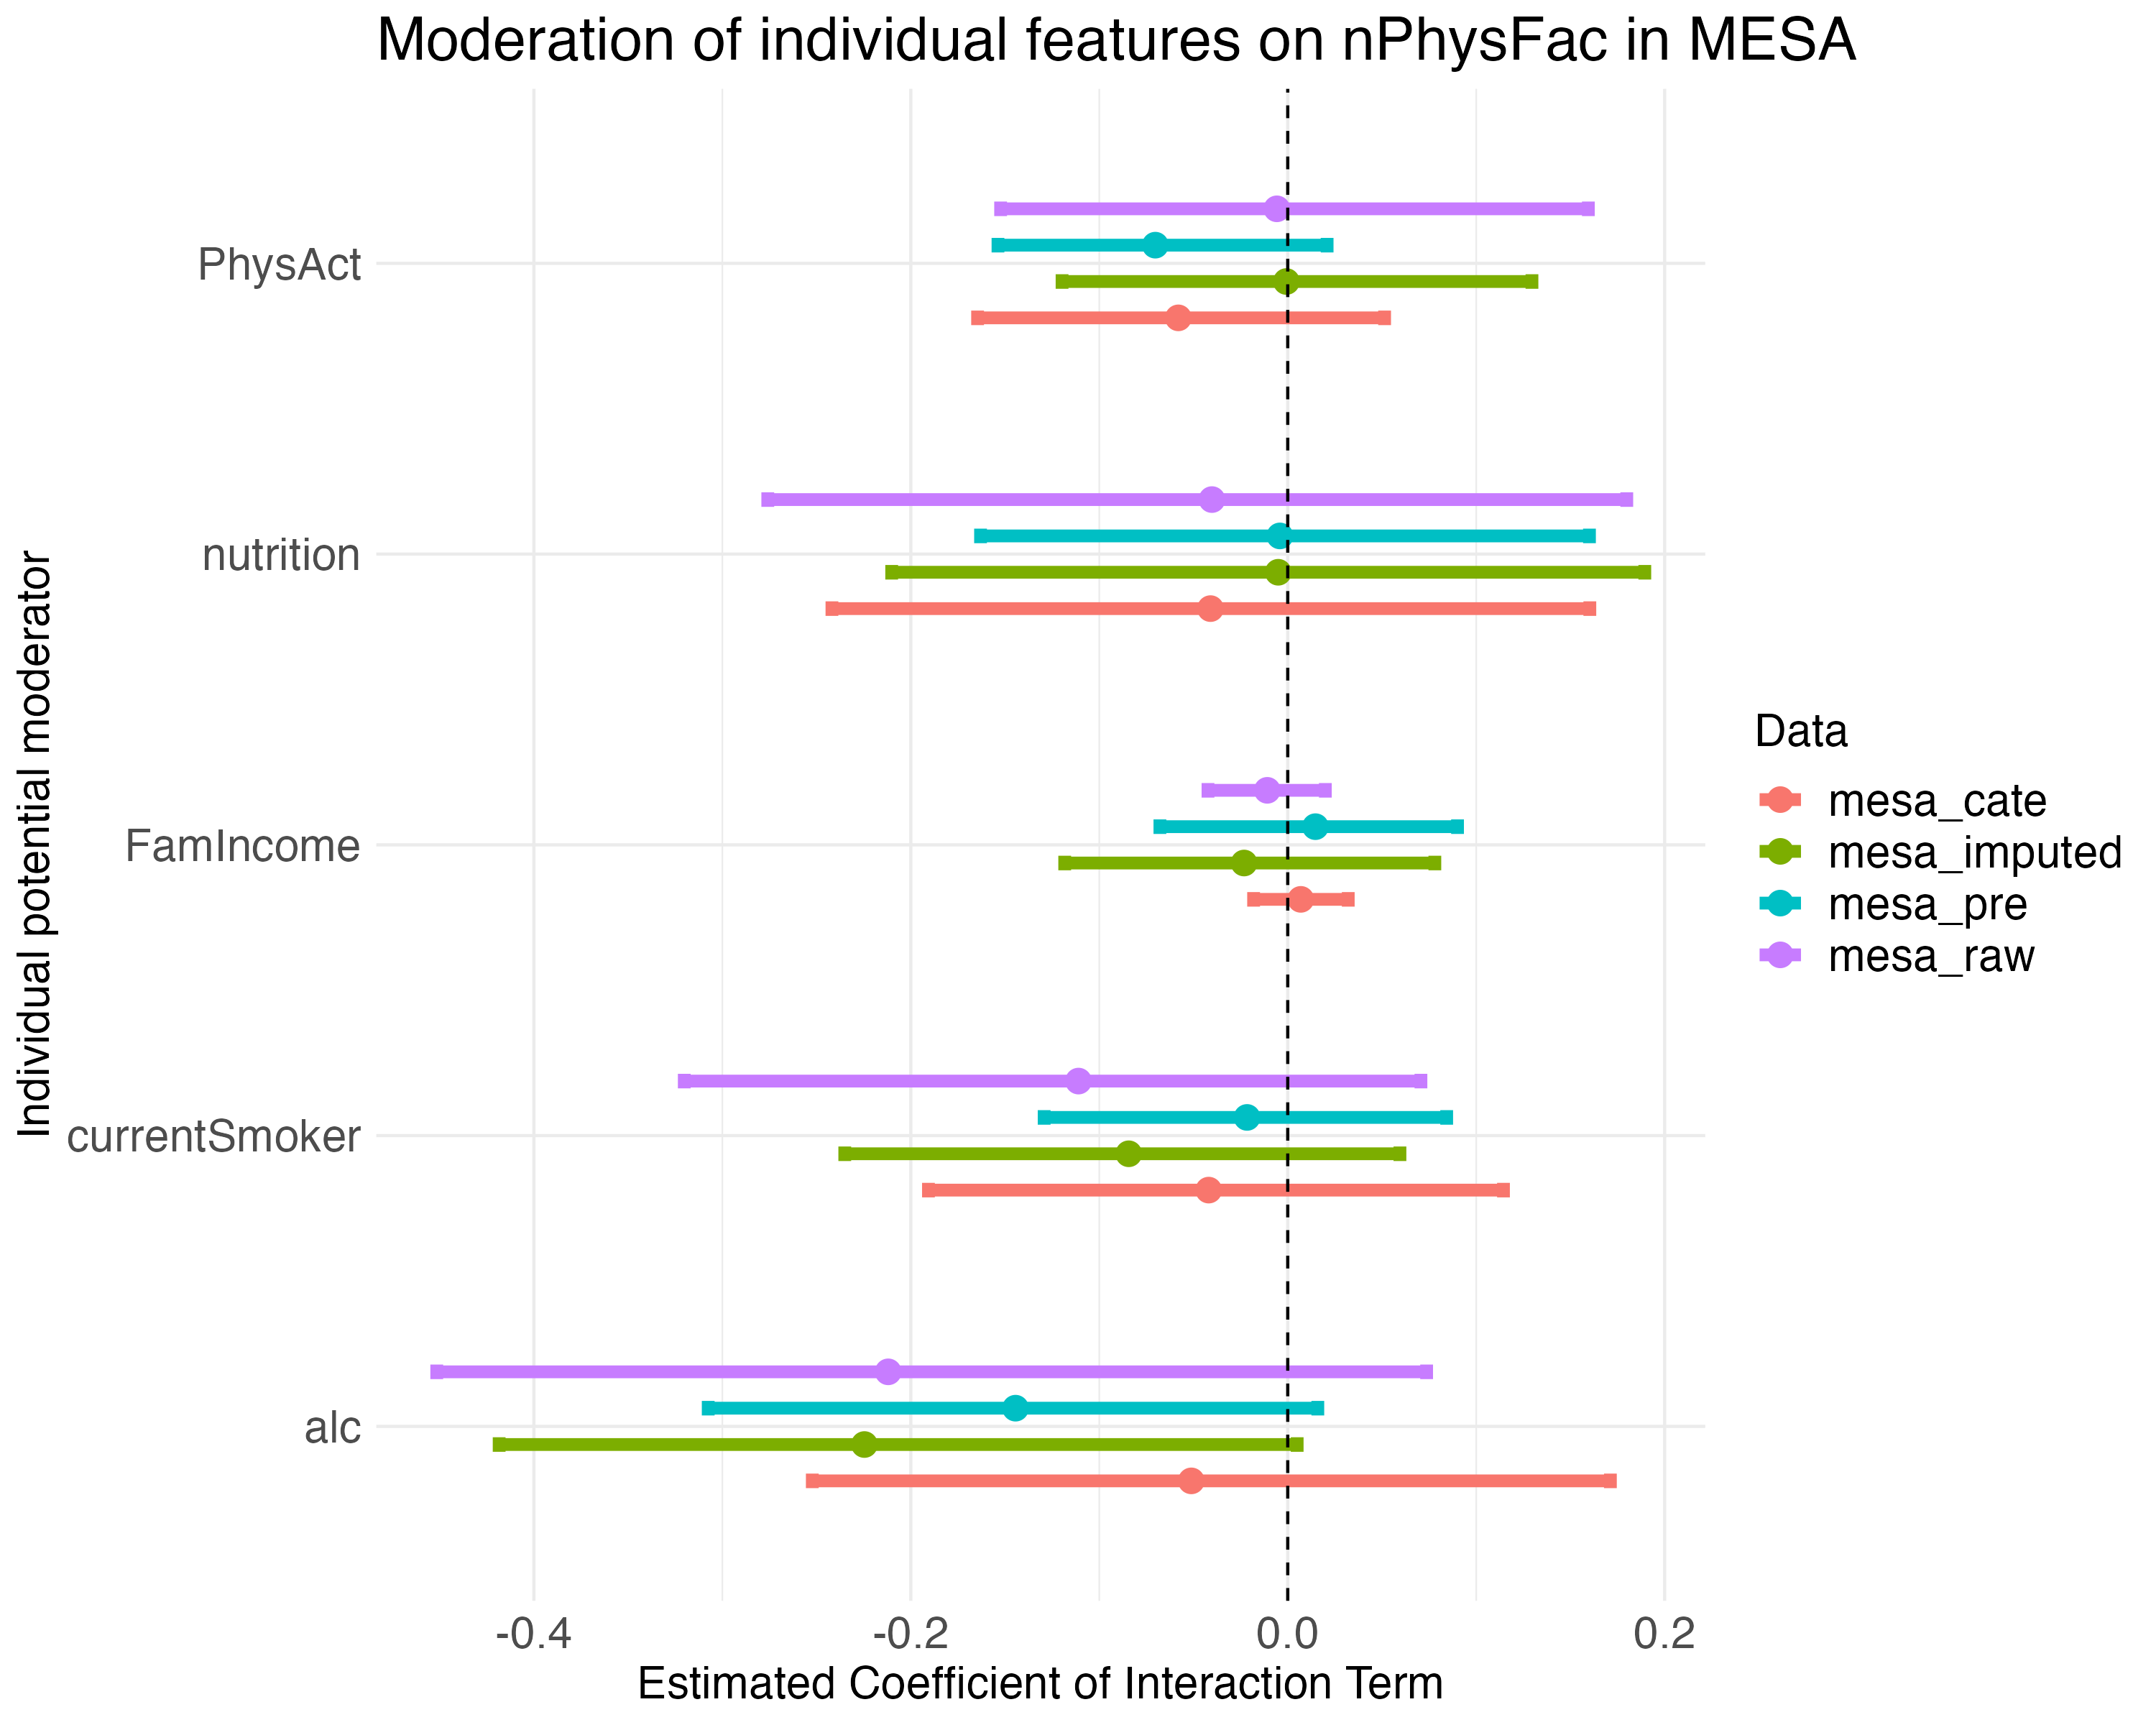 Moderation of individual features on nPhysFac in MESA
Individual potential moderator
PhysAct
nutrition
FamIncome
currentSmoker
alc
-0.4
-0.2
0.0
0.2
Estimated Coefficient of Interaction Term
Data
mesa_cate
mesa_imputed
mesa_pre
mesa_raw